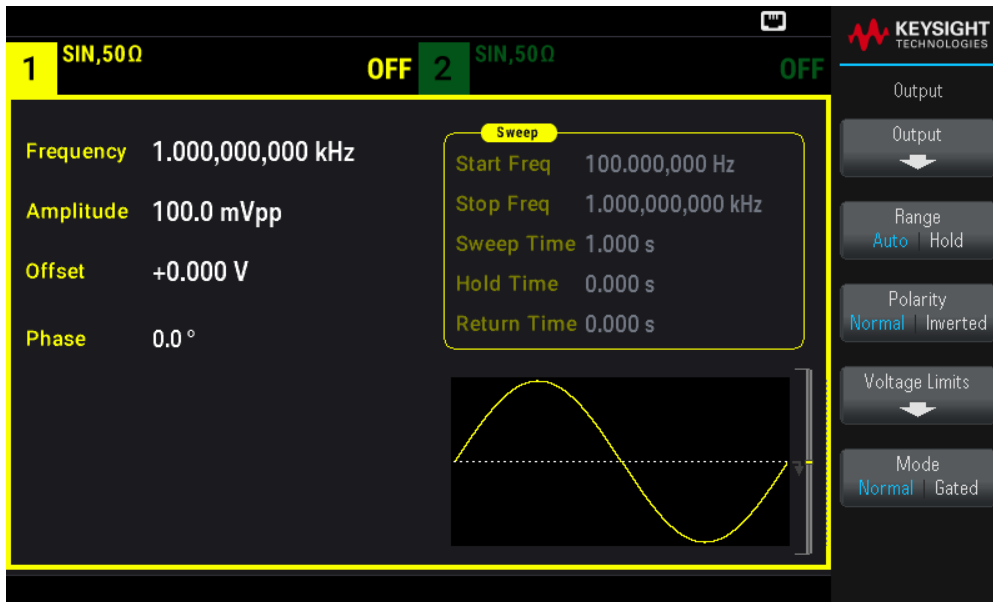 1 SIN,50Ω OFF
2 SIN,50Ω OFF
Frequency 1.000,000,000 kHz
Amplitude 100.0 mVpp
Offset +0.000 V
Phase 0.0 °
Sweep
Start Freq 100.000,000 Hz
Stop Freq 1.000,000,000 kHz
Sweep Time 1.000 s
Hold Time 0.000 s
Return Time 0.000 s
KEYSIGHT
TECHNOLOGIES
Output
Output
Range
Auto | Hold
Polarity
Normal | Inverted
Voltage Limits
Mode
Normal | Gated